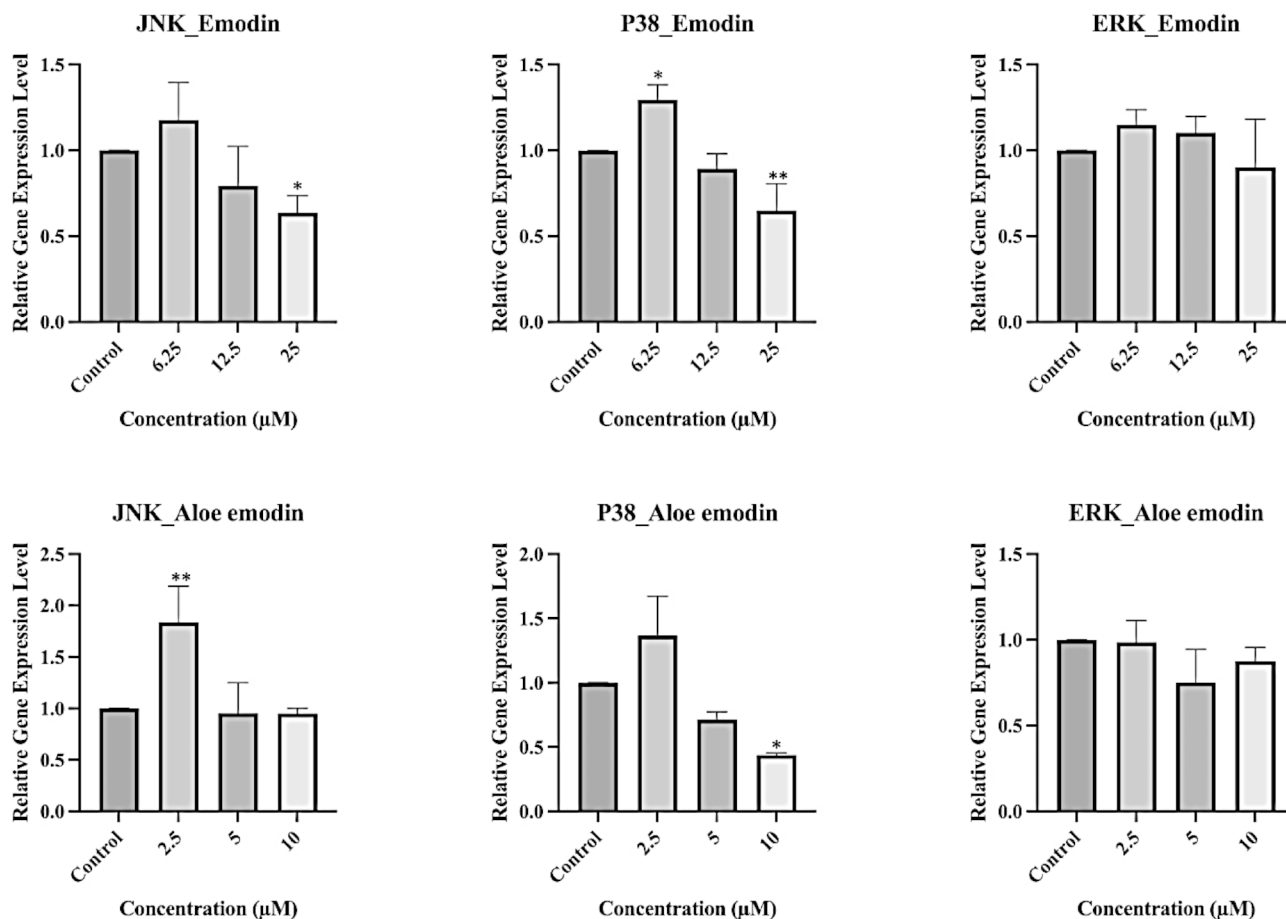 JNK_Emodin
Relative Gene Expression Level
1.5
1.0
*
0.5
0.0
Control
6.25
12.5
25
Concentration (µM)
P38_Emodin
Relative Gene Expression Level
1.5
*
1.0
**
0.5
0.0
Control
6.25
12.5
25
Concentration (µM)
ERK_Emodin
Relative Gene Expression Level
1.5
1.0
0.5
0.0
Control
6.25
12.5
25
Concentration (µM)
JNK_Aloe emodin
Relative Gene Expression Level
2.5
**
2.0
1.5
1.0
0.5
0.0
Control
2.5
5
10
Concentration (µM)
P38_Aloe emodin
Relative Gene Expression Level
2.0
1.5
1.0
0.5
*
0.0
Control
2.5
5
10
Concentration (µM)
ERK_Aloe emodin
Relative Gene Expression Level
1.5
1.0
0.5
0.0
Control
2.5
5
10
Concentration (µM)